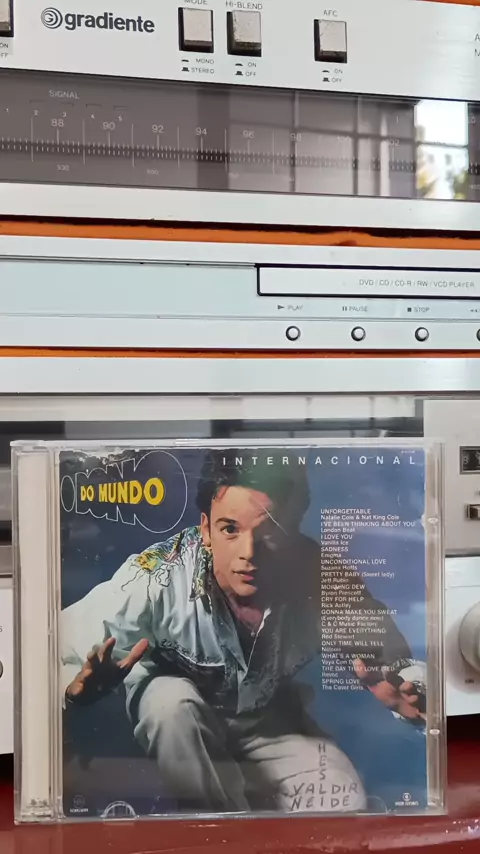 MODE HI-BLEND AFC
gradiente
MONO
STEREO
ON
OFF
ON
OFF
SIGNAL
88 90 92 94 96 98
DVD / CD / CD-R / RW / VCD PLAYER
PLAY PAUSE STOP
O DONO
DO MUNDO
INTERNACIONAL
UNFORGETTABLE
Natalie Cole & Nat King Cole
I'VE BEEN THINKING ABOUT YOU
London Beat
I LOVE YOU
Vanilla Ice
SADNESS
Enigma
UNCONDITIONAL LOVE
Susana Hoffs
PRETTY BABY (Sweet lady)
Jeff Rubin
MORNING DEW
Byron Prescott
CRY FOR HELP
Rick Astley
GONNA MAKE YOU SWEAT
(Everybody dance now)
C & C Music Factory
YOU ARE EVERYTHING
Rod Stewart
ONLY TIME WILL TELL
Nelson
WHAT'S A WOMAN
Vaya Con Dios
THE DAY THAT LOVE DIED
SPRING LOVE
The Cover Girls
HES
VALDIR
NEIDE